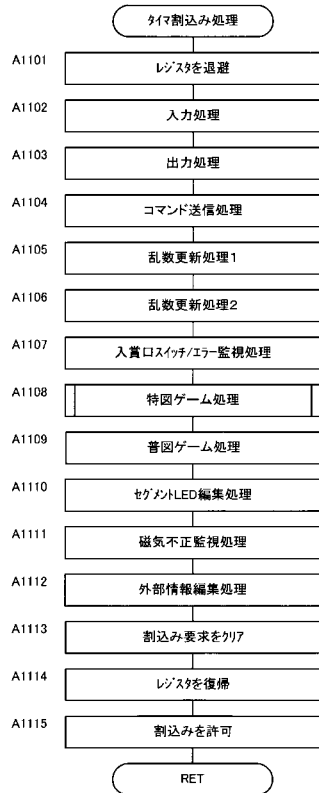 タイマ割込み処理
A1101
レジスタを退避
A1102
入力処理
A1103
出力処理
A1104
コマンド送信処理
A1105
乱数更新処理1
A1106
乱数更新処理2
A1107
入賞口スイッチ/エラー監視処理
A1108
特図ゲーム処理
A1109
普図ゲーム処理
A1110
セグメントLED編集処理
A1111
磁気不正監視処理
A1112
外部情報編集処理
A1113
割込み要求をクリア
A1114
レジスタを復帰
A1115
割込みを許可
RET